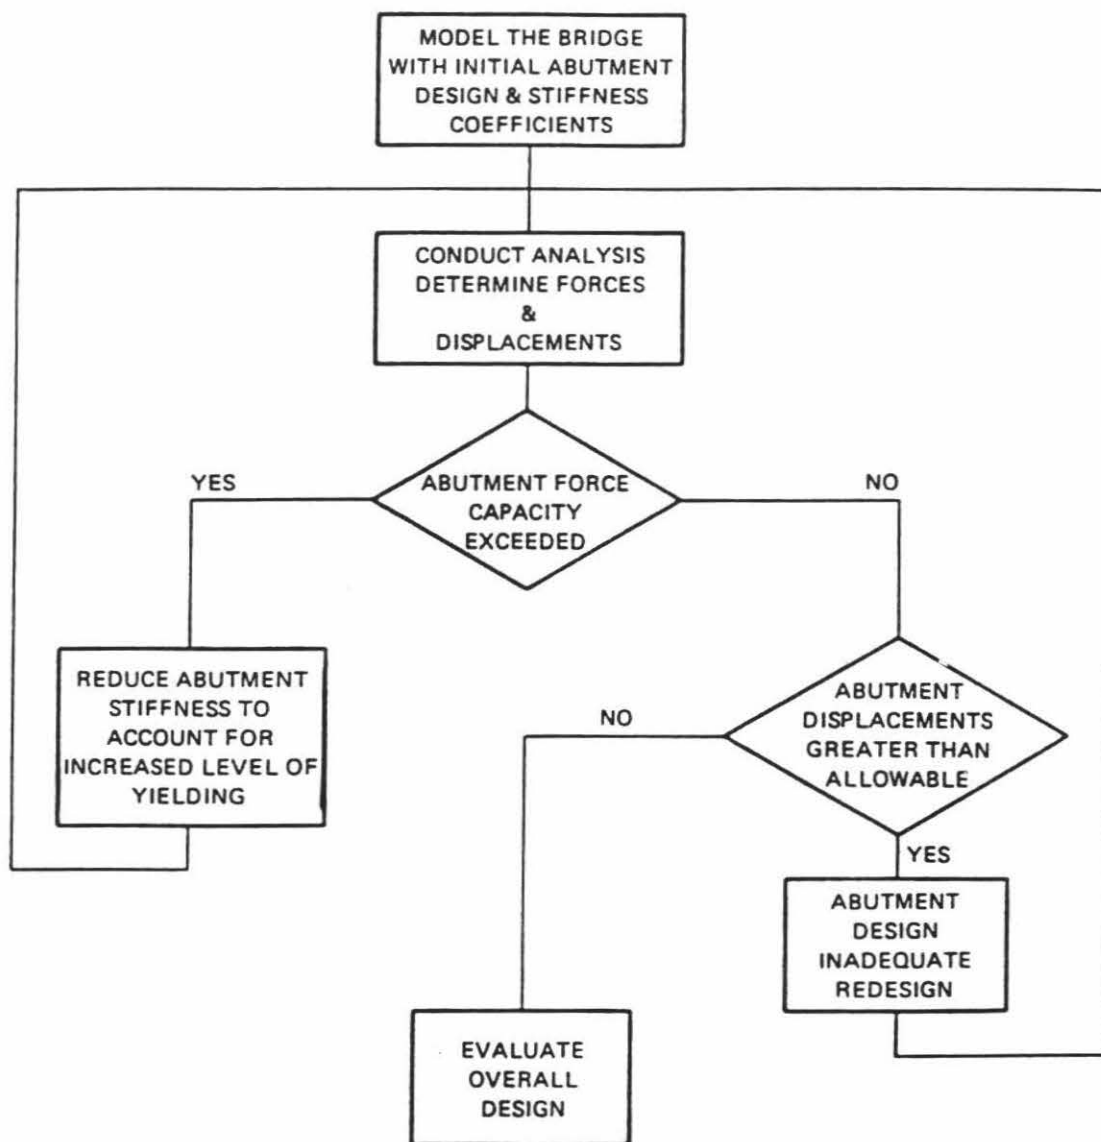 MODEL THE BRIDGE
WITH INITIAL ABUTMENT
DESIGN & STIFFNESS
COEFFICIENTS
CONDUCT ANALYSIS
DETERMINE FORCES
&
DISPLACEMENTS
YES
ABUTMENT FORCE
CAPACITY
EXCEEDED
NO
REDUCE ABUTMENT
STIFFNESS TO
ACCOUNT FOR
INCREASED LEVEL OF
YIELDING
NO
ABUTMENT
DISPLACEMENTS
GREATER THAN
ALLOWABLE
YES
ABUTMENT
DESIGN
INADEQUATE
REDESIGN
EVALUATE
OVERALL
DESIGN